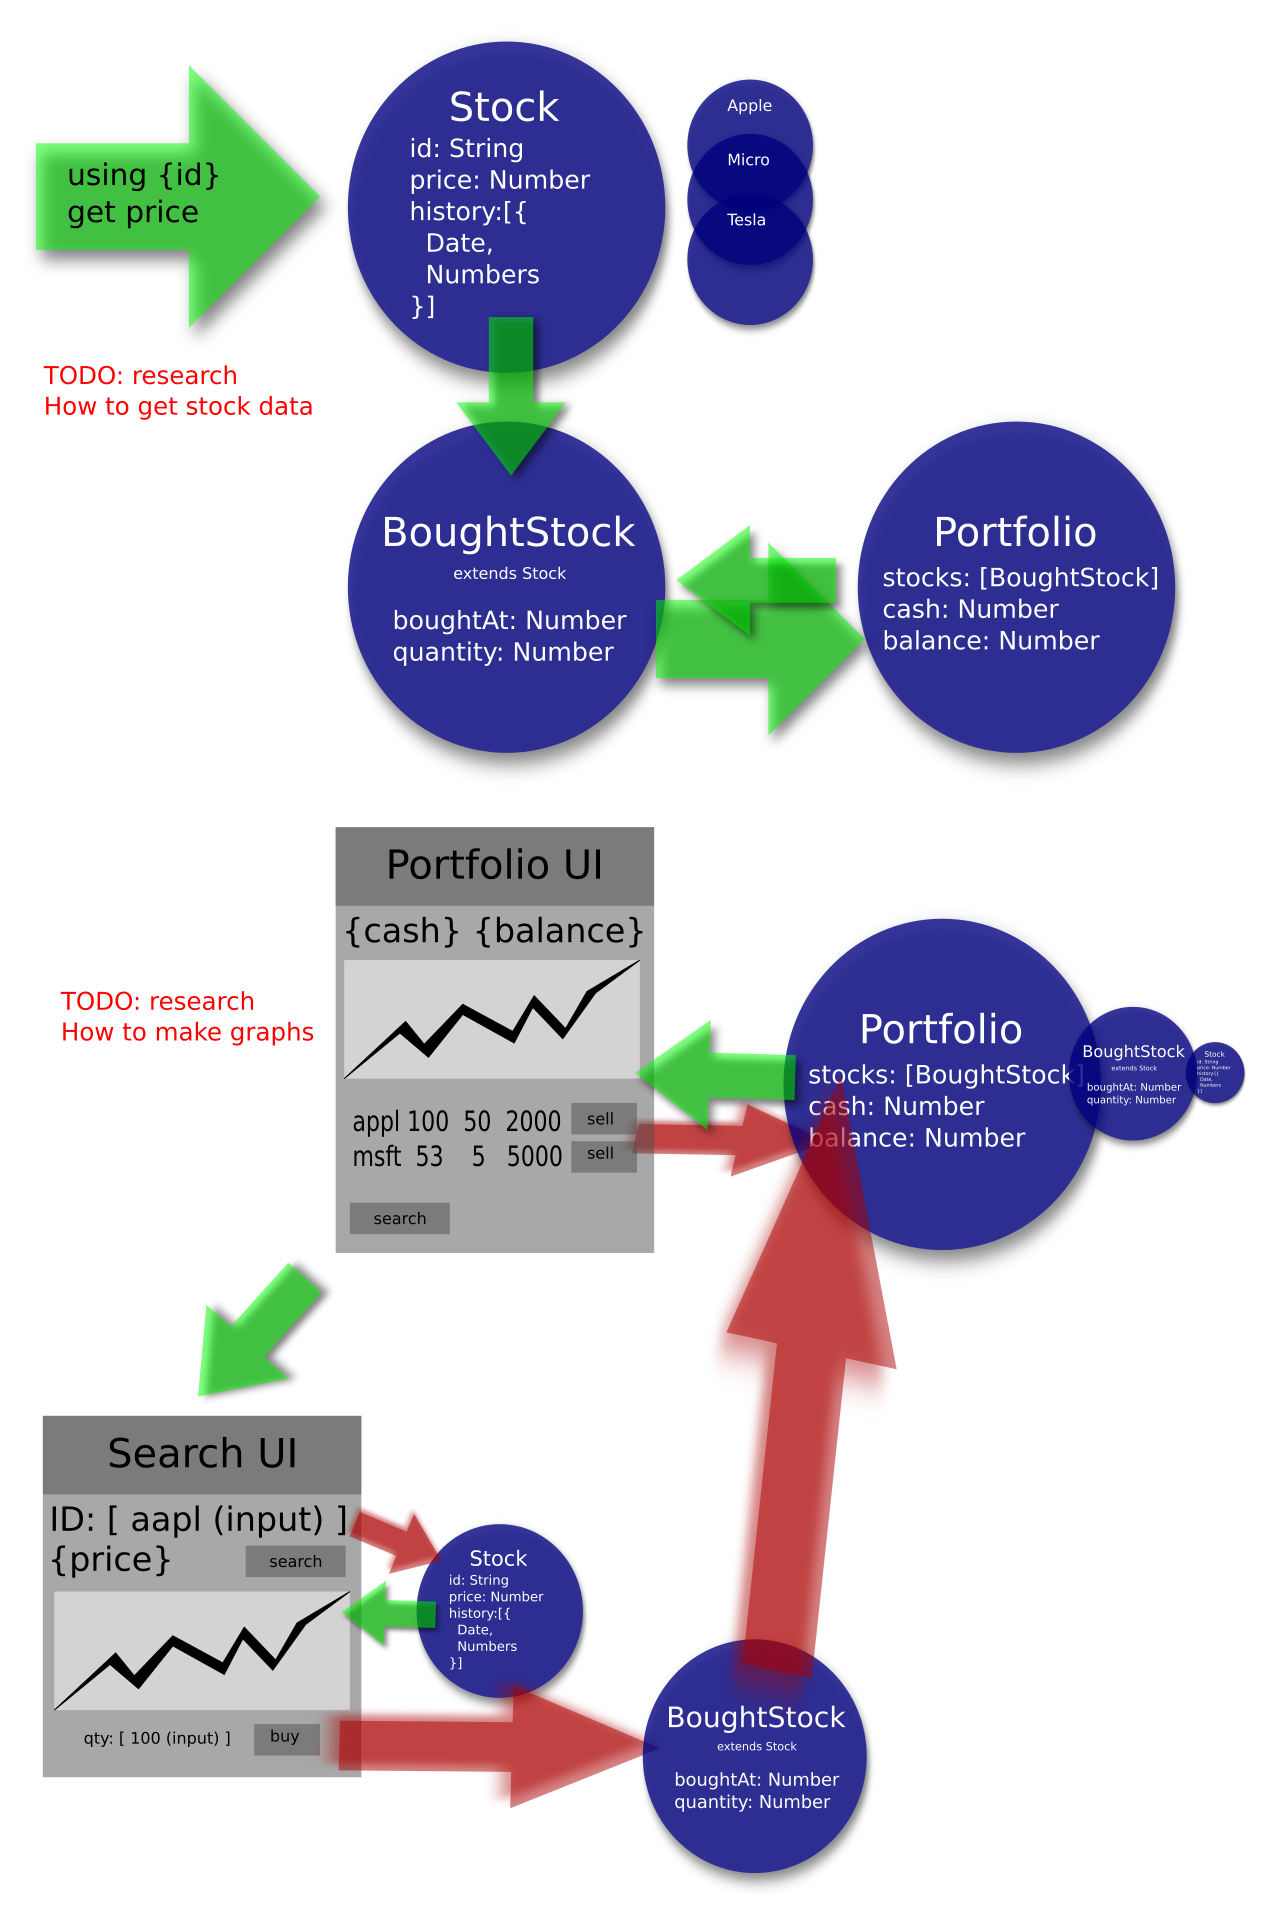 using {id}
get price
Stock
id: String
price: Number
history:[{
Date,
Numbers
}]
Apple
Micro
Tesla
TODO: research
How to get stock data
BoughtStock
extends Stock
boughtAt: Number
quantity: Number
Portfolio
stocks: [BoughtStock]
cash: Number
balance: Number
Portfolio UI
{cash} {balance}
TODO: research
How to make graphs
appl 100 50 2000 sell
msft 53 5 5000 sell
search
Portfolio
stocks: [BoughtStock]
cash: Number
balance: Number
BoughtStock
extends Stock
boughtAt: Number
quantity: Number
Stock
id: String
price: Number
history:[{
Date,
Numbers
}]
Search UI
ID: [ aapl (input) ]
{price} search
qty: [ 100 (input) ] buy
Stock
id: String
price: Number
history:[{
Date,
Numbers
}]
BoughtStock
extends Stock
boughtAt: Number
quantity: Number